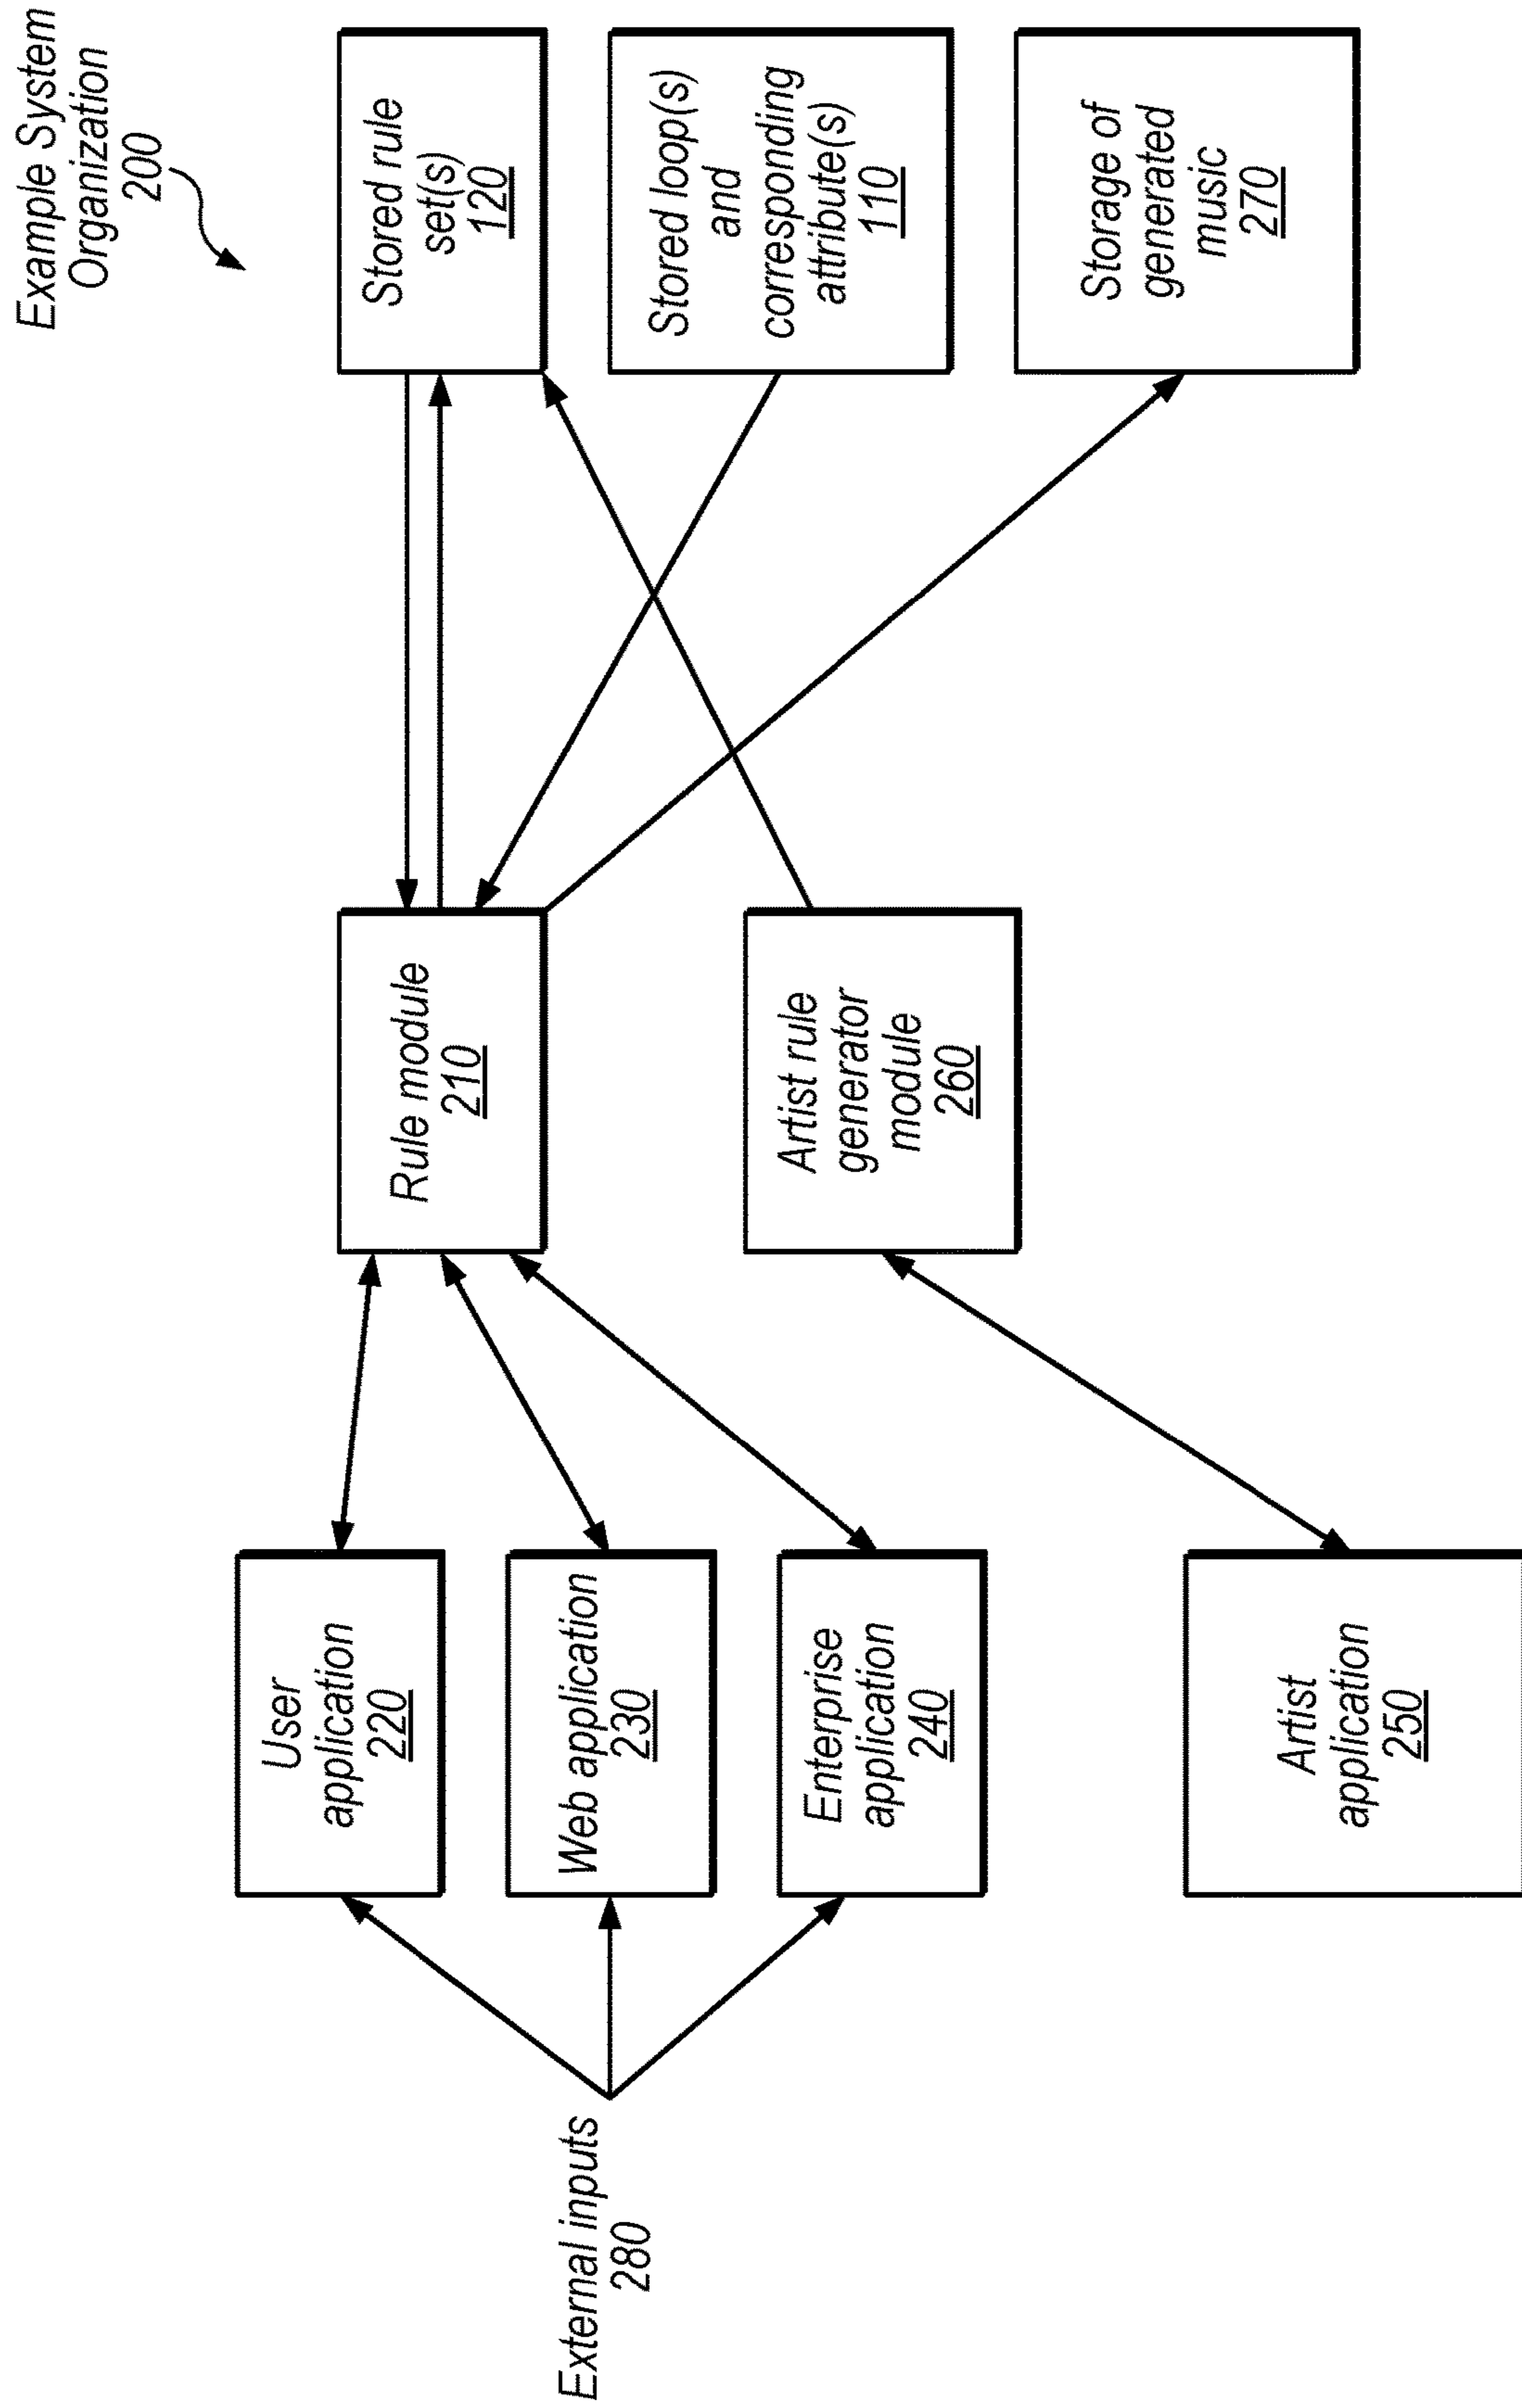 Example System
Organization
200
External inputs
280
User
application
220
Web application
230
Enterprise
application
240
Artist
application
250
Rule module
210
Artist rule
generator
module
260
Stored rule
set(s)
120
Stored loop(s)
and
corresponding
attribute(s)
110
Storage of
generated
music
270